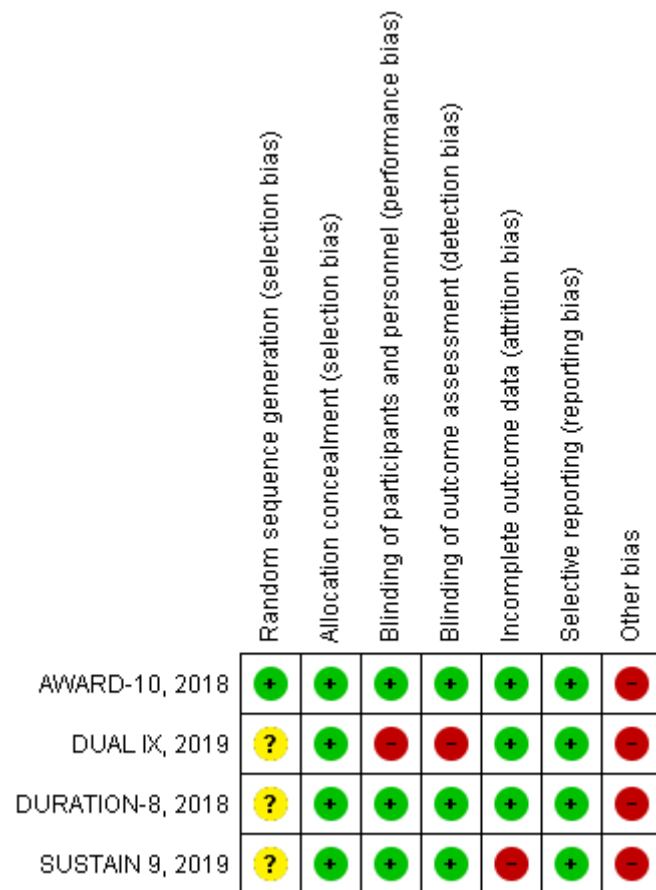 Random sequence generation (selection bias)
Allocation concealment (selection bias)
Blinding of participants and personnel (performance bias)
Blinding of outcome assessment (detection bias)
Incomplete outcome data (attrition bias)
Selective reporting (reporting bias)
Other bias
AWARD-10, 2018 + + + + + + -
DUAL IX, 2019 ? + - - + + -
DURATION-8, 2018 ? + + + + + -
SUSTAIN 9, 2019 ? + + + - + -